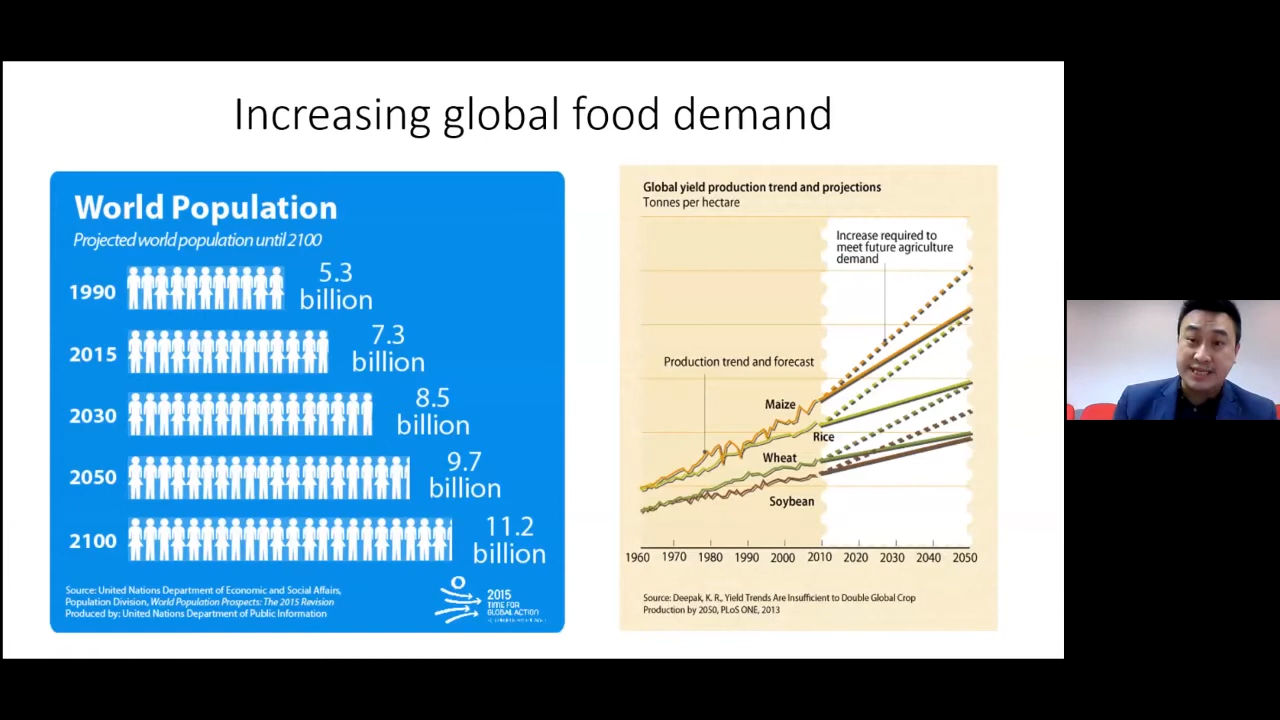 Increasing global food demand
World Population
Projected world population until 2100
1990
5.3
billion
2015
7.3
billion
2030
8.5
billion
2050
9.7
billion
2100
11.2
billion
Source: United Nations Department of Economic and Social Affairs,
Population Division, World Population Prospects: The 2015 Revision
Produced by: United Nations Department of Public Information
2015
TIME FOR
GLOBAL ACTION
Global yield production trend and projections
Tonnes per hectare
Increase required to
meet future agriculture
demand
Production trend and forecast
Maize
Rice
Wheat
Soybean
1960 1970 1980 1990 2000 2010 2020 2030 2040 2050
Source: Deepak, K. R., Yield Trends Are Insufficient to Double Global Crop
Production by 2050, PLoS ONE, 2013